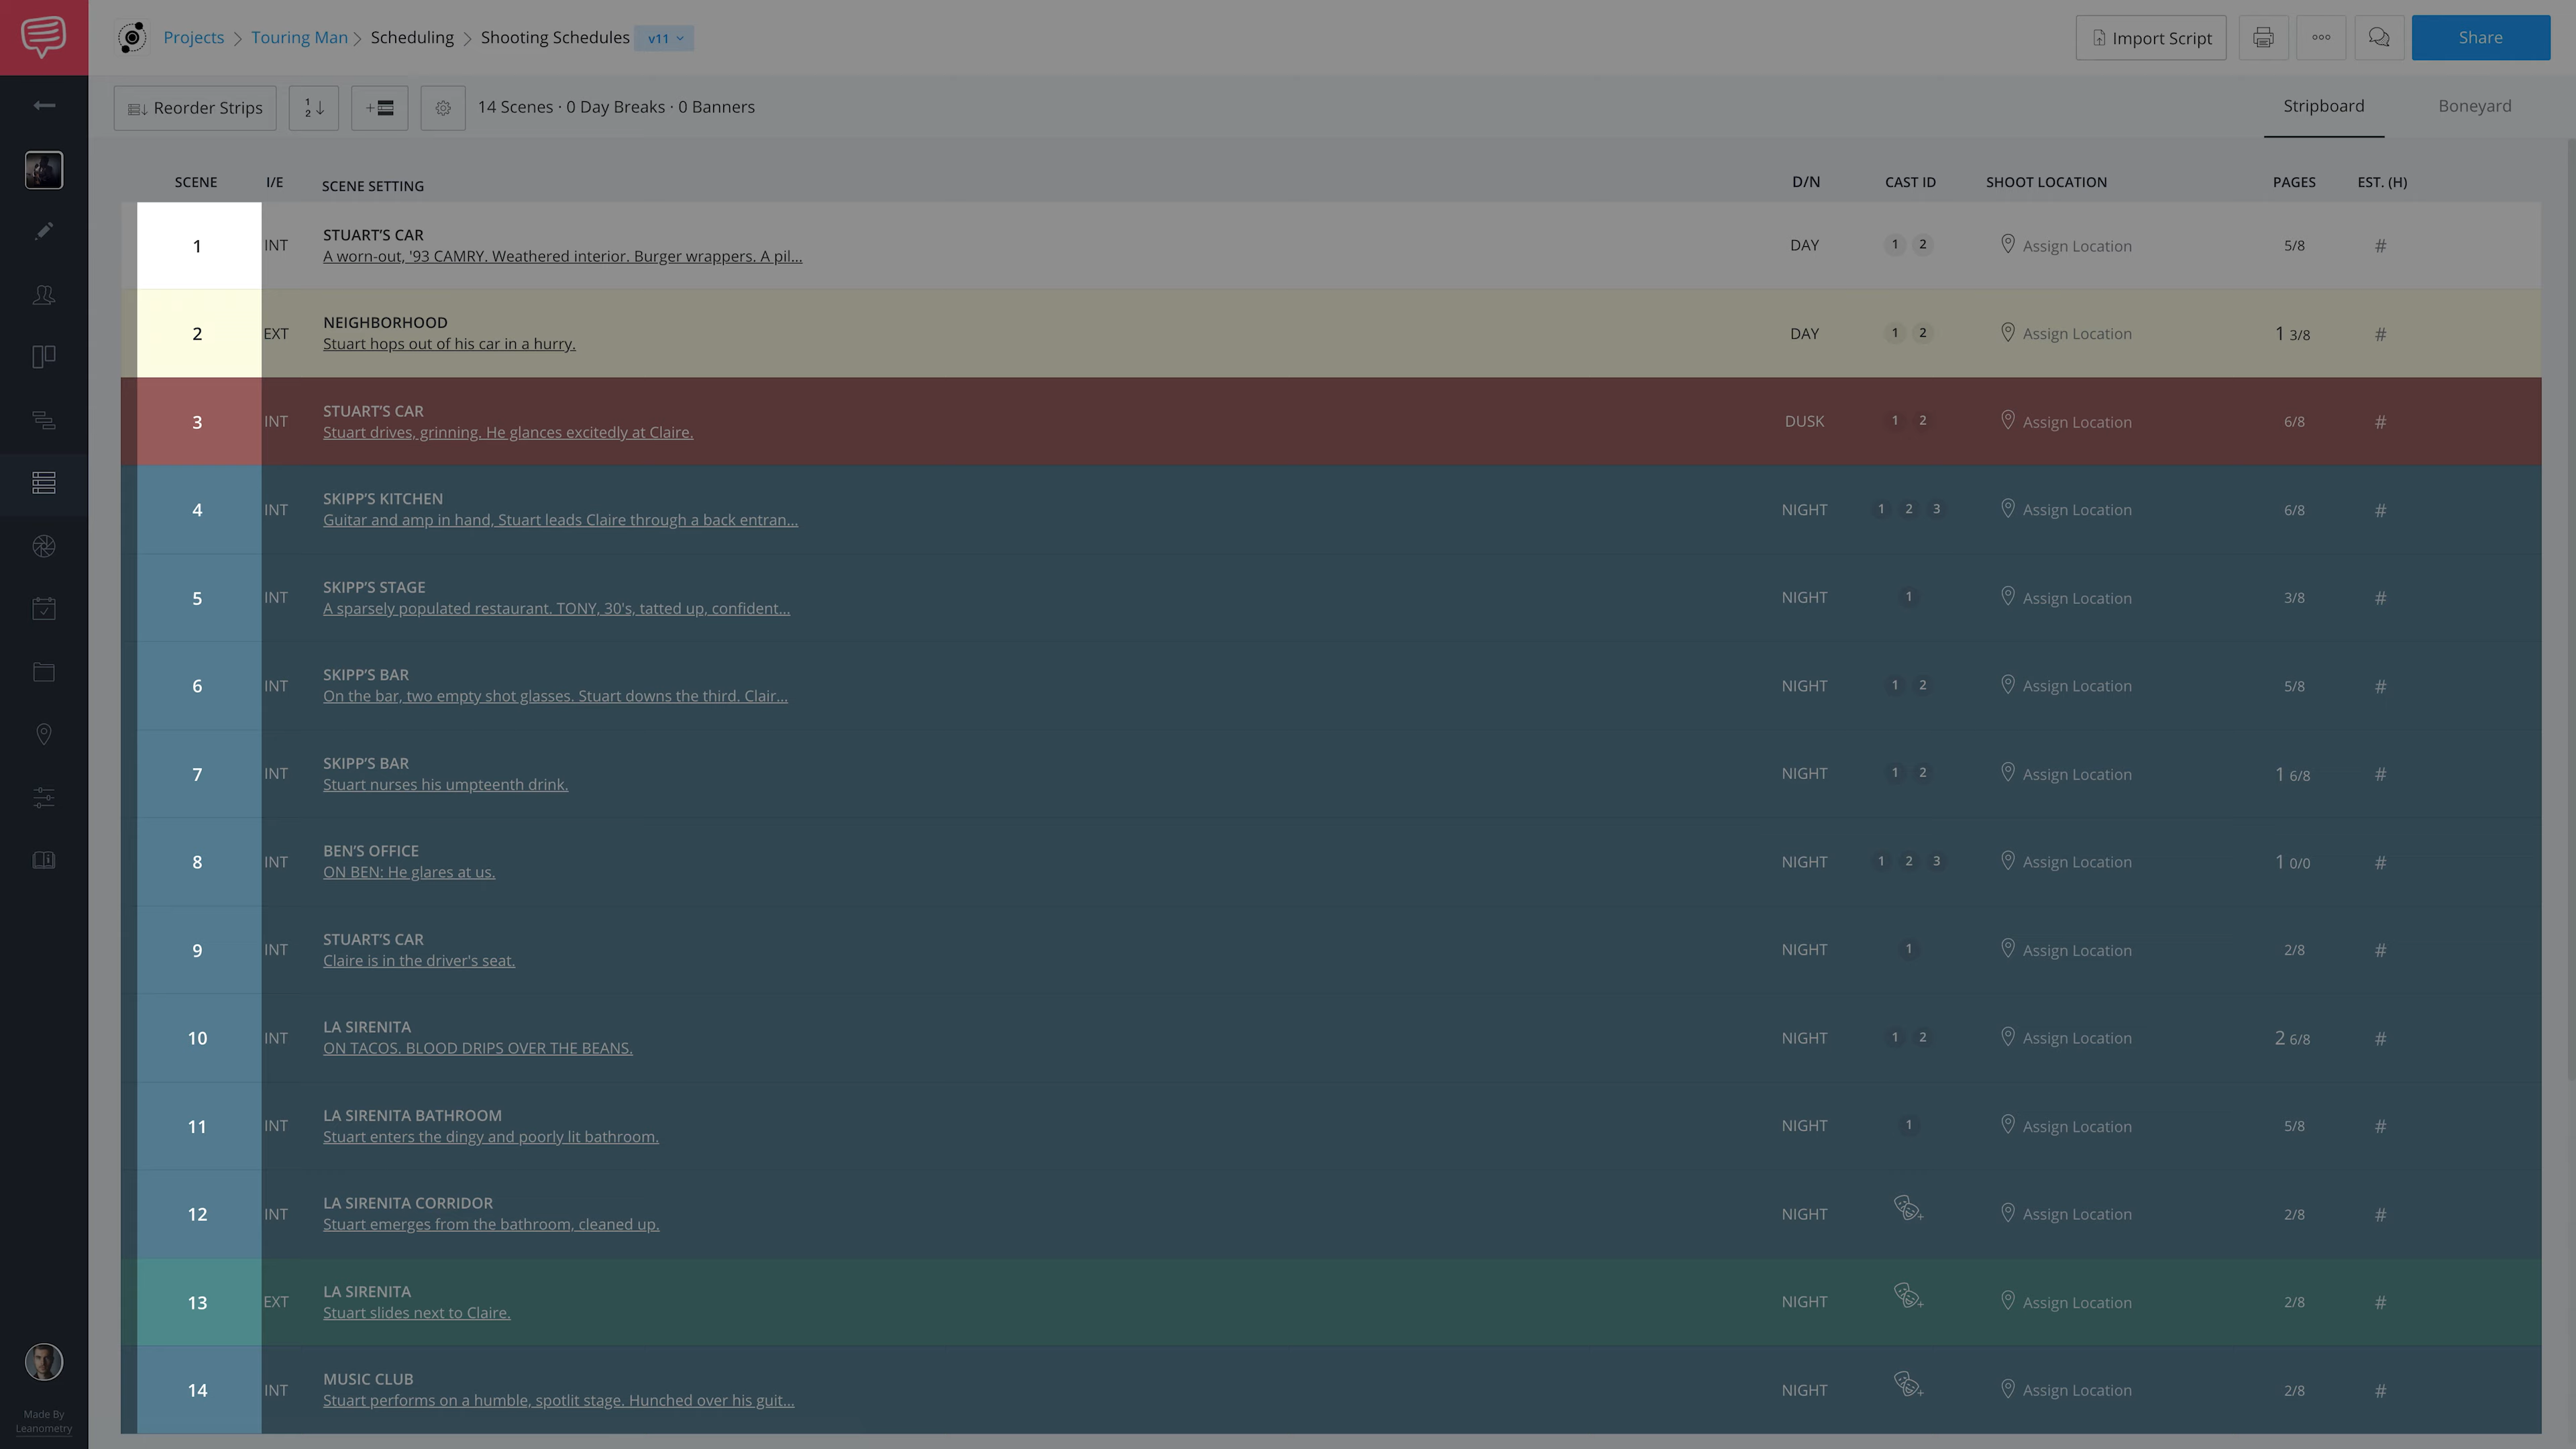 Projects > Touring Man > Scheduling > Shooting Schedules v11
Import Script
Share
Reorder Strips
1 2
14 Scenes · 0 Day Breaks · 0 Banners
Stripboard
Boneyard
SCENE I/E SCENE SETTING D/N CAST ID SHOOT LOCATION PAGES EST. (H)
1 INT STUART'S CAR DAY 1 2 Assign Location 5/8 #
A worn-out, '93 CAMRY. Weathered interior. Burger wrappers. A pil...
2 EXT NEIGHBORHOOD DAY 1 2 Assign Location 1 3/8 #
Stuart hops out of his car in a hurry.
3 INT STUART'S CAR DUSK 1 2 Assign Location 6/8 #
Stuart drives, grinning. He glances excitedly at Claire.
4 INT SKIPP'S KITCHEN NIGHT 1 2 3 Assign Location 6/8 #
Guitar and amp in hand, Stuart leads Claire through a back entran...
5 INT SKIPP'S STAGE NIGHT 1 Assign Location 3/8 #
A sparsely populated restaurant. TONY, 30's, tatted up, confident...
6 INT SKIPP'S BAR NIGHT 1 2 Assign Location 5/8 #
On the bar, two empty shot glasses. Stuart downs the third. Clair...
7 INT SKIPP'S BAR NIGHT 1 2 Assign Location 1 6/8 #
Stuart nurses his umpteenth drink.
8 INT BEN'S OFFICE NIGHT 1 2 3 Assign Location 1 0/0 #
ON BEN: He glares at us.
9 INT STUART'S CAR NIGHT 1 Assign Location 2/8 #
Claire is in the driver's seat.
10 INT LA SIRENITA NIGHT 1 2 Assign Location 2 6/8 #
ON TACOS. BLOOD DRIPS OVER THE BEANS.
11 INT LA SIRENITA BATHROOM NIGHT 1 Assign Location 5/8 #
Stuart enters the dingy and poorly lit bathroom.
12 INT LA SIRENITA CORRIDOR NIGHT Assign Location 2/8 #
Stuart emerges from the bathroom, cleaned up.
13 EXT LA SIRENITA NIGHT Assign Location 2/8 #
Stuart slides next to Claire.
14 INT MUSIC CLUB NIGHT Assign Location 2/8 #
Stuart performs on a humble, spotlit stage. Hunched over his guit...
Made By
Leanometry